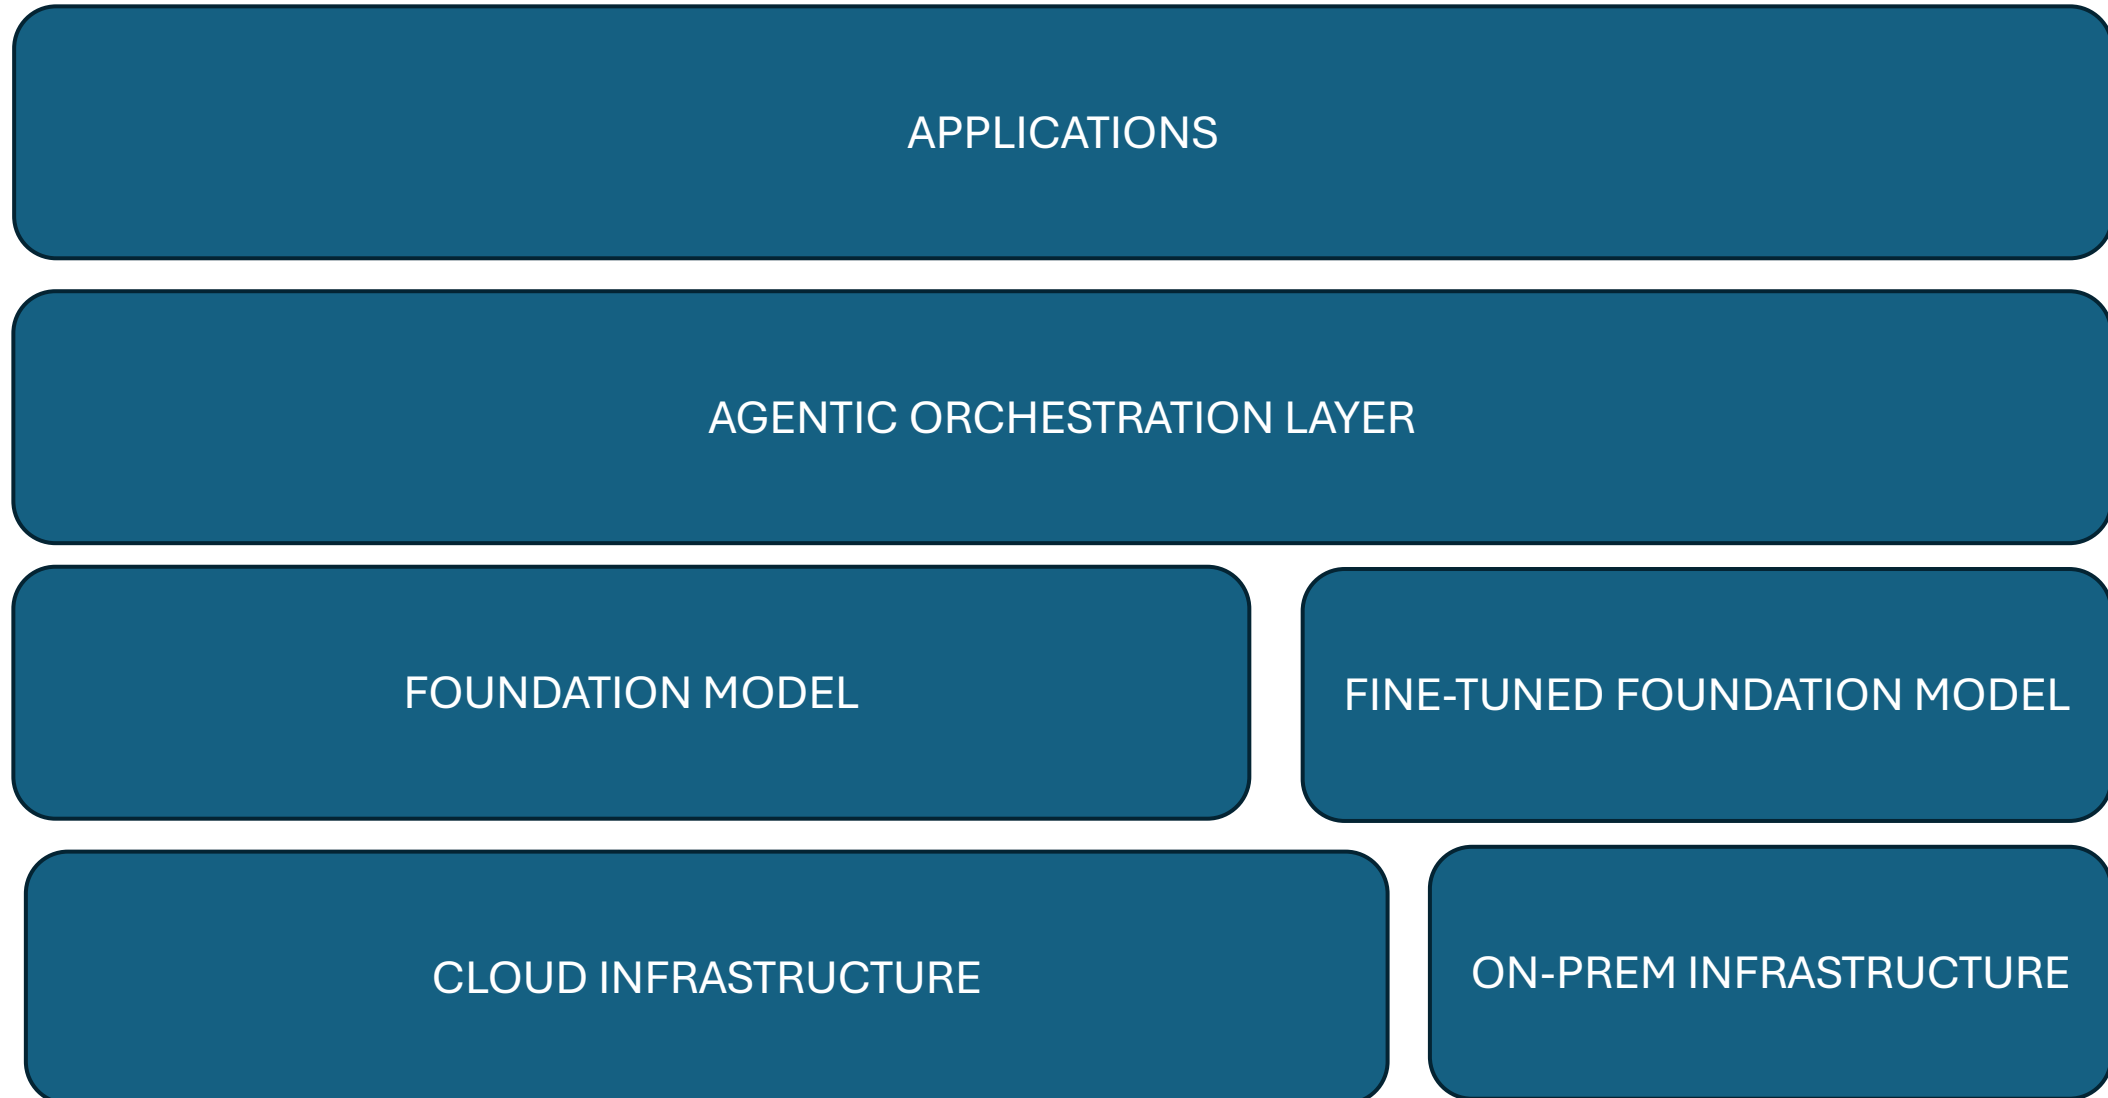 APPLICATIONS
AGENTIC ORCHESTRATION LAYER
FOUNDATION MODEL
FINE-TUNED FOUNDATION MODEL
CLOUD INFRASTRUCTURE
ON-PREM INFRASTRUCTURE